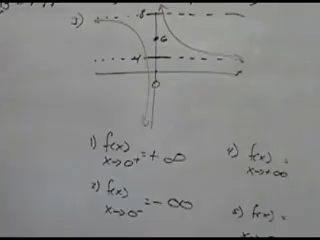 3)
8
6
4
0
1) f(x) = + ∞
x→0⁺
4) f(x) =
x→+∞
2) f(x) = - ∞
x→0⁻
5) f(x) =